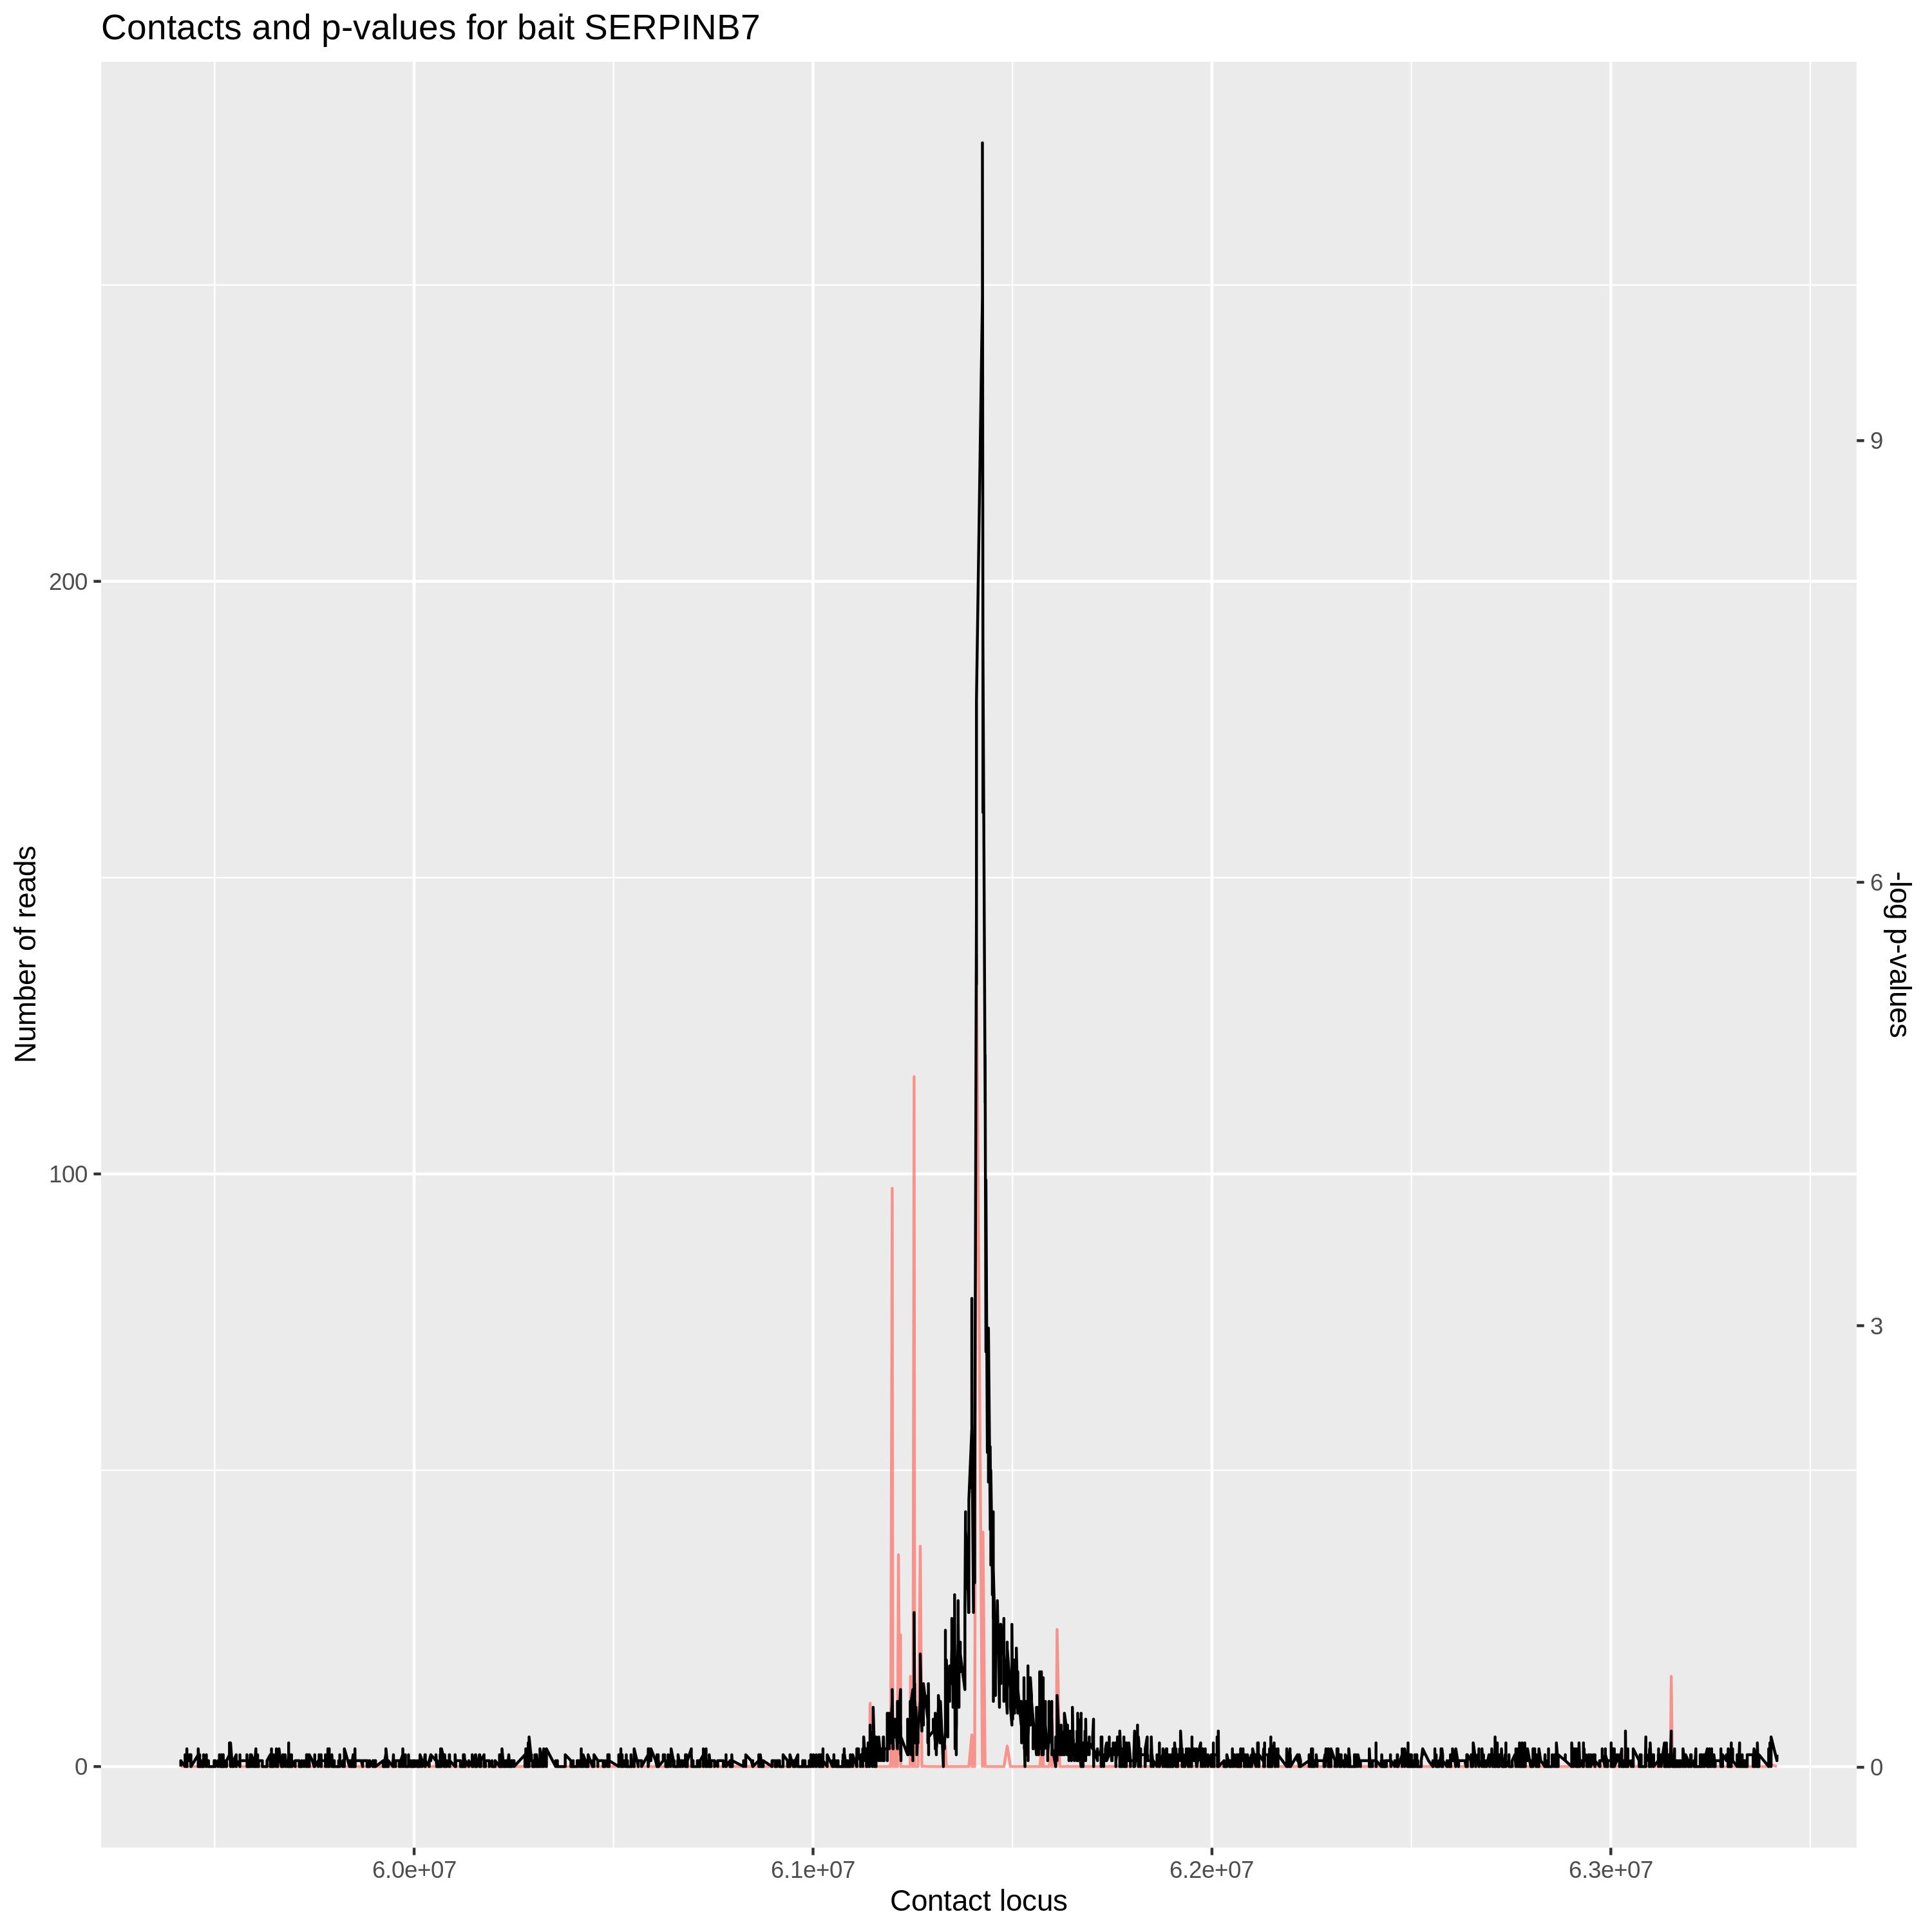 Contacts and p-values for bait SERPINB7
Number of reads
200
100
0
9
6
3
0
-log p-values
6.0e+07 6.1e+07 6.2e+07 6.3e+07
Contact locus